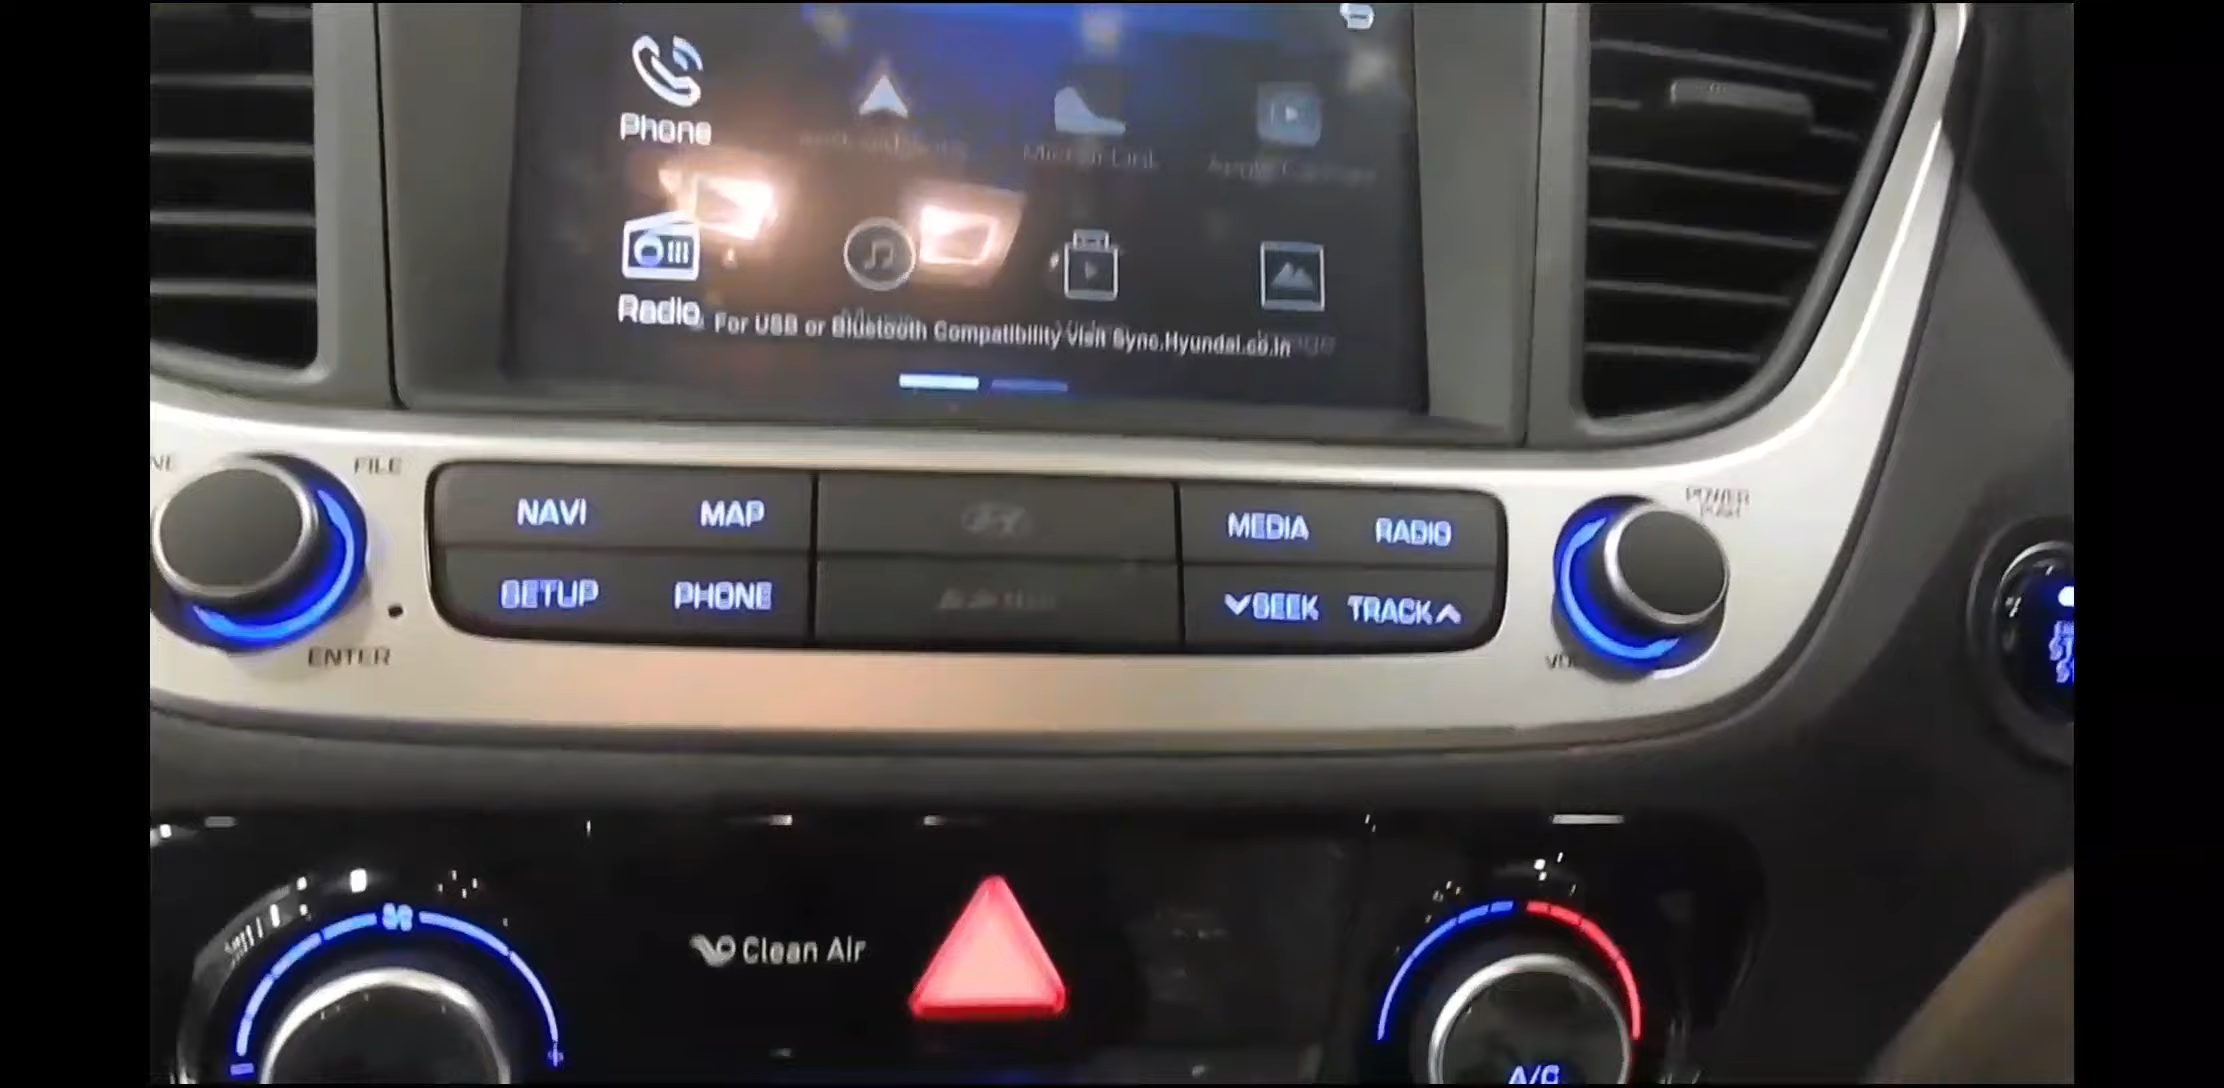 Phone
Radio
For USB or Bluetooth Compatibility Visit Sync.Hyundai.co.in
FILE
POWER
PUSH
NAVI MAP
MEDIA RADIO
SETUP PHONE
SEEK TRACK
ENTER
Clean Air
A/C